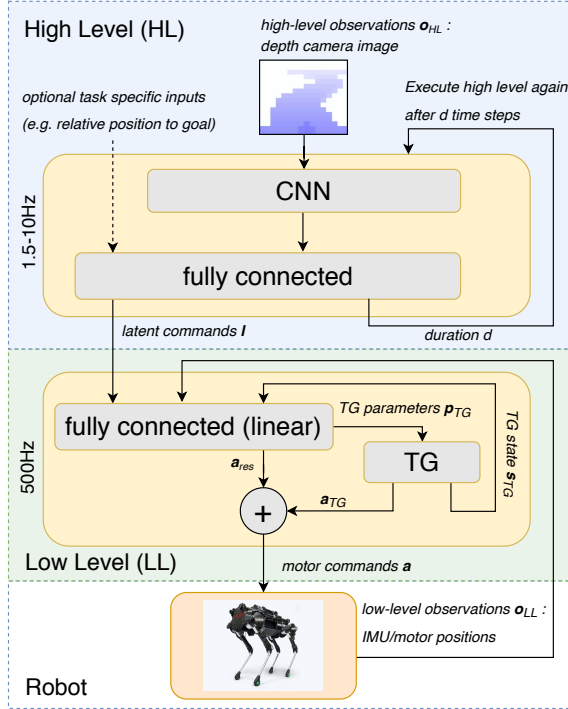 High Level (HL)
high-level observations o_HL :
depth camera image
optional task specific inputs
(e.g. relative position to goal)
Execute high level again
after d time steps
1.5-10Hz
CNN
fully connected
latent commands l
duration d
500Hz
fully connected (linear)
TG parameters p_TG
TG
TG state s_TG
a_res
a_TG
+
Low Level (LL)
motor commands a
low-level observations o_LL :
IMU/motor positions
Robot